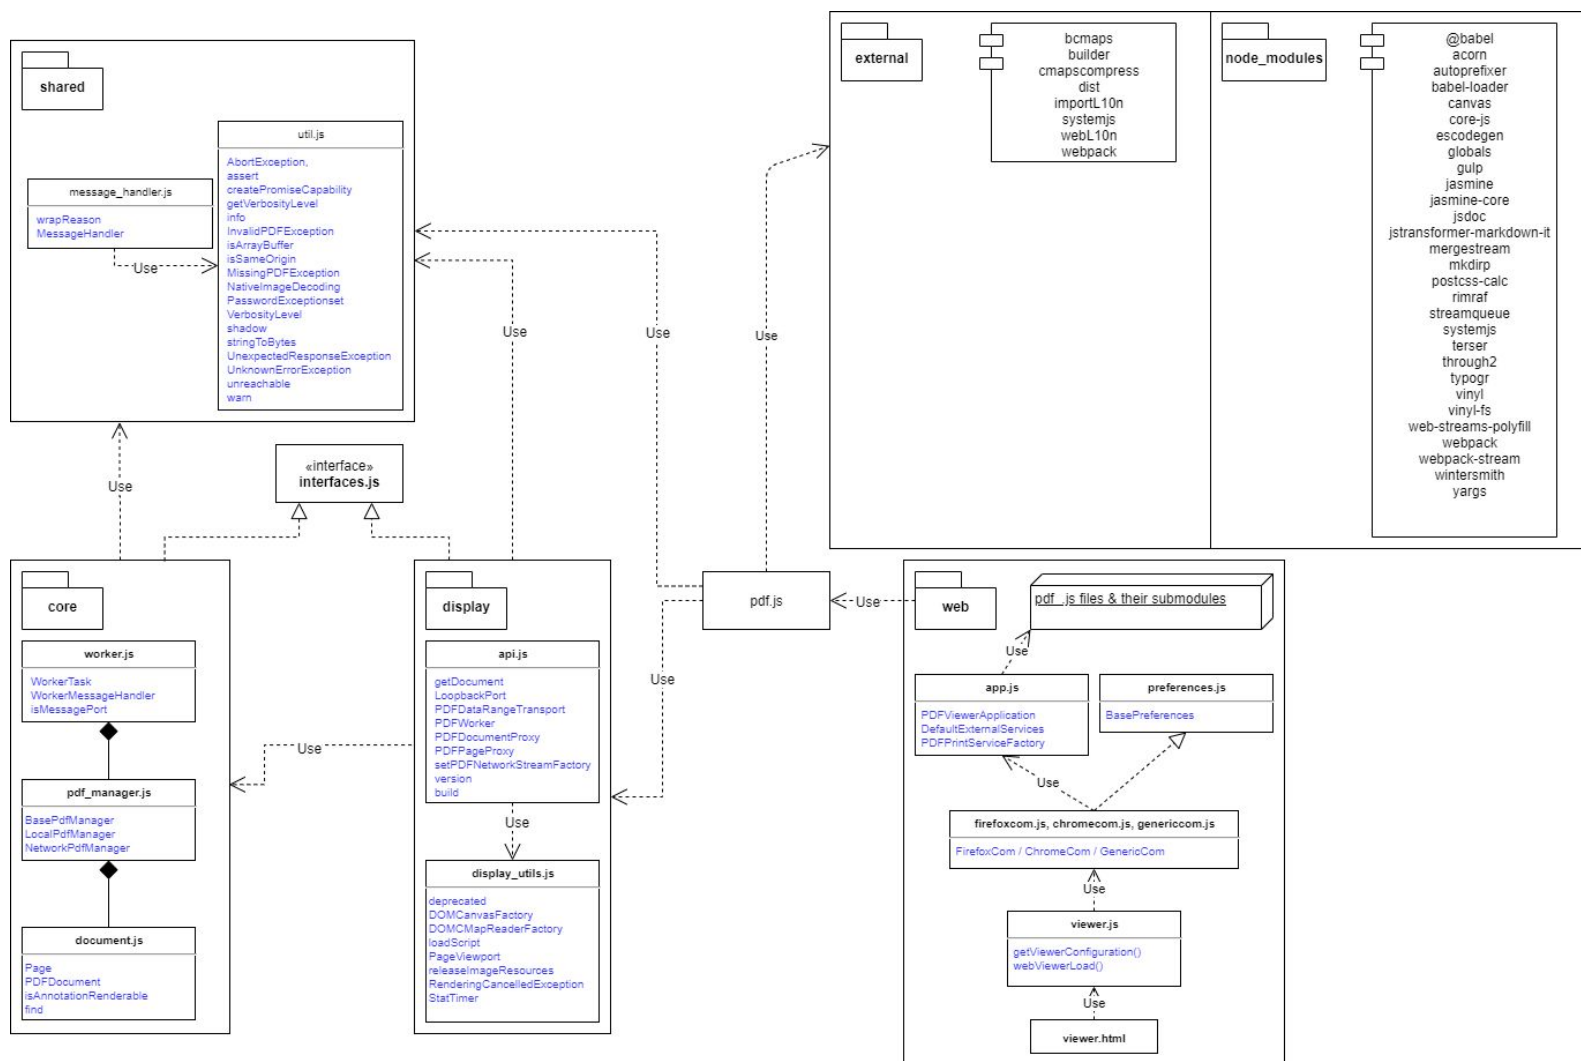 shared
util.js
AbortException,
assert
createPromiseCapability
getVerbosityLevel
info
InvalidPDFException
isArrayBuffer
isSameOrigin
MissingPDFException
NativeImageDecoding
PasswordExceptionset
VerbosityLevel
shadow
stringToBytes
UnexpectedResponseException
UnknownErrorException
unreachable
warn
message_handler.js
wrapReason
MessageHandler
Use
external
bcmaps
builder
cmapscompress
dist
importL10n
systemjs
webL10n
webpack
node_modules
@babel
acorn
autoprefixer
babel-loader
canvas
core-js
escodegen
globals
gulp
jasmine
jasmine-core
jsdoc
jstransformer-markdown-it
mergestream
mkdirp
postcss-calc
rimraf
streamqueue
systemjs
terser
through2
typogr
vinyl
vinyl-fs
web-streams-polyfill
webpack
webpack-stream
wintersmith
yargs
Use
Use
Use
Use
«interface»
interfaces.js
core
worker.js
WorkerTask
WorkerMessageHandler
isMessagePort
pdf_manager.js
BasePdfManager
LocalPdfManager
NetworkPdfManager
document.js
Page
PDFDocument
isAnnotationRenderable
find
Use
display
api.js
getDocument
LoopbackPort
PDFDataRangeTransport
PDFWorker
PDFDocumentProxy
PDFPageProxy
setPDFNetworkStreamFactory
version
build
Use
display_utils.js
deprecated
DOMCanvasFactory
DOMCMapReaderFactory
loadScript
PageViewport
releaseImageResources
RenderingCancelledException
StatTimer
Use
pdf.js
Use
web
pdf_.js files & their submodules
Use
app.js
PDFViewerApplication
DefaultExternalServices
PDFPrintServiceFactory
preferences.js
BasePreferences
Use
firefoxcom.js, chromecom.js, genericcom.js
FirefoxCom / ChromeCom / GenericCom
Use
viewer.js
getViewerConfiguration()
webViewerLoad()
Use
viewer.html